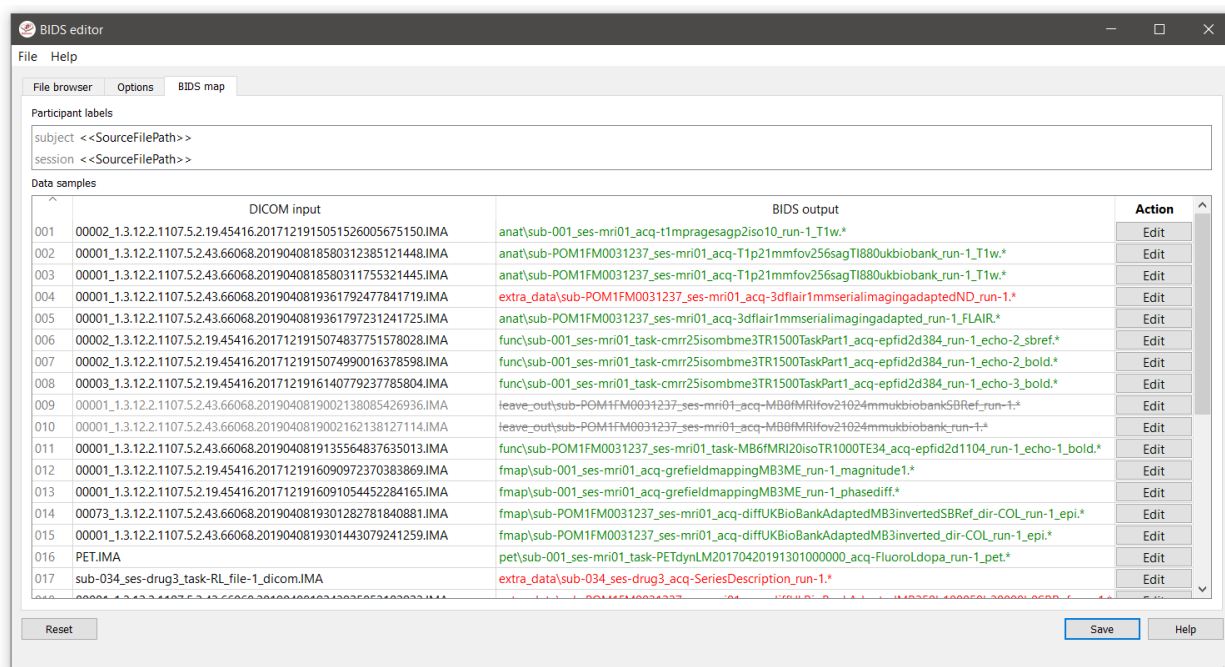 BIDS editor
File Help
File browser Options BIDS map
Participant labels
subject <<SourceFilePath>>
session <<SourceFilePath>>
Data samples
DICOM input BIDS output Action
001 00002_1.3.12.2.1107.5.2.19.45416.2017121915051526005675150.IMA anat\sub-001_ses-mri01_acq-t1mpragesagp2iso10_run-1_T1w.* Edit
002 00001_1.3.12.2.1107.5.2.43.66068.2019040818580312385121448.IMA anat\sub-POM1FM0031237_ses-mri01_acq-T1p21mmfov256sagTI880ukbiobank_run-1_T1w.* Edit
003 00001_1.3.12.2.1107.5.2.43.66068.2019040818580311755321445.IMA anat\sub-POM1FM0031237_ses-mri01_acq-T1p21mmfov256sagTI880ukbiobank_run-1_T1w.* Edit
004 00001_1.3.12.2.1107.5.2.43.66068.2019040819361792477841719.IMA extra_data\sub-POM1FM0031237_ses-mri01_acq-3dflair1mmserialimagingadaptedND_run-1.* Edit
005 00001_1.3.12.2.1107.5.2.43.66068.2019040819361797231241725.IMA anat\sub-POM1FM0031237_ses-mri01_acq-3dflair1mmserialimagingadapted_run-1_FLAIR.* Edit
006 00002_1.3.12.2.1107.5.2.19.45416.2017121915074837751578028.IMA func\sub-001_ses-mri01_task-cmrr25isombme3TR1500TaskPart1_acq-epfid2d384_run-1_echo-2_sbref.* Edit
007 00002_1.3.12.2.1107.5.2.19.45416.2017121915074990016378598.IMA func\sub-001_ses-mri01_task-cmrr25isombme3TR1500TaskPart1_acq-epfid2d384_run-1_echo-2_bold.* Edit
008 00003_1.3.12.2.1107.5.2.19.45416.2017121916140779237785804.IMA func\sub-001_ses-mri01_task-cmrr25isombme3TR1500TaskPart1_acq-epfid2d384_run-1_echo-3_bold.* Edit
009 00001_1.3.12.2.1107.5.2.43.66068.2019040819002138085426936.IMA leave_out\sub-POM1FM0031237_ses-mri01_acq-MB8fMRIfov21024mmukbiobankSBRef_run-1.* Edit
010 00001_1.3.12.2.1107.5.2.43.66068.2019040819002162138127114.IMA leave_out\sub-POM1FM0031237_ses-mri01_acq-MB8fMRIfov21024mmukbiobank_run-1.* Edit
011 00001_1.3.12.2.1107.5.2.43.66068.2019040819135564837635013.IMA func\sub-POM1FM0031237_ses-mri01_task-MB6fMRI20isoTR1000TE34_acq-epfid2d1104_run-1_echo-1_bold.* Edit
012 00001_1.3.12.2.1107.5.2.19.45416.2017121916090972370383869.IMA fmap\sub-001_ses-mri01_acq-grefieldmappingMB3ME_run-1_magnitude1.* Edit
013 00001_1.3.12.2.1107.5.2.19.45416.2017121916091054452284165.IMA fmap\sub-001_ses-mri01_acq-grefieldmappingMB3ME_run-1_phasediff.* Edit
014 00073_1.3.12.2.1107.5.2.43.66068.2019040819301282781840881.IMA fmap\sub-POM1FM0031237_ses-mri01_acq-diffUKBioBankAdaptedMB3invertedSBRef_dir-COL_run-1_epi.* Edit
015 00001_1.3.12.2.1107.5.2.43.66068.2019040819301443079241259.IMA fmap\sub-POM1FM0031237_ses-mri01_acq-diffUKBioBankAdaptedMB3inverted_dir-COL_run-1_epi.* Edit
016 PET.IMA pet\sub-001_ses-mri01_task-PETdynLM20170420191301000000_acq-FluoroLdopa_run-1_pet.* Edit
017 sub-034_ses-drug3_task-RL_file-1_dicom.IMA extra_data\sub-034_ses-drug3_acq-SeriesDescription_run-1.* Edit
Reset Save Help